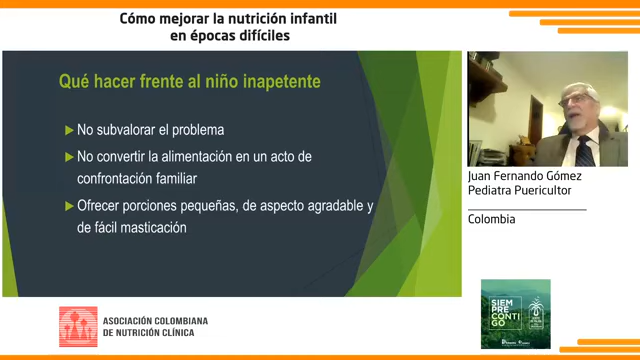 Cómo mejorar la nutrición infantil
en épocas difíciles
Qué hacer frente al niño inapetente
No subvalorar el problema
No convertir la alimentación en un acto de
confrontación familiar
Ofrecer porciones pequeñas, de aspecto agradable y
de fácil masticación
Juan Fernando Gómez
Pediatra Puericultor
Colombia
ASOCIACIÓN COLOMBIANA
DE NUTRICIÓN CLÍNICA
SIEM
PRE
CONTI
GO